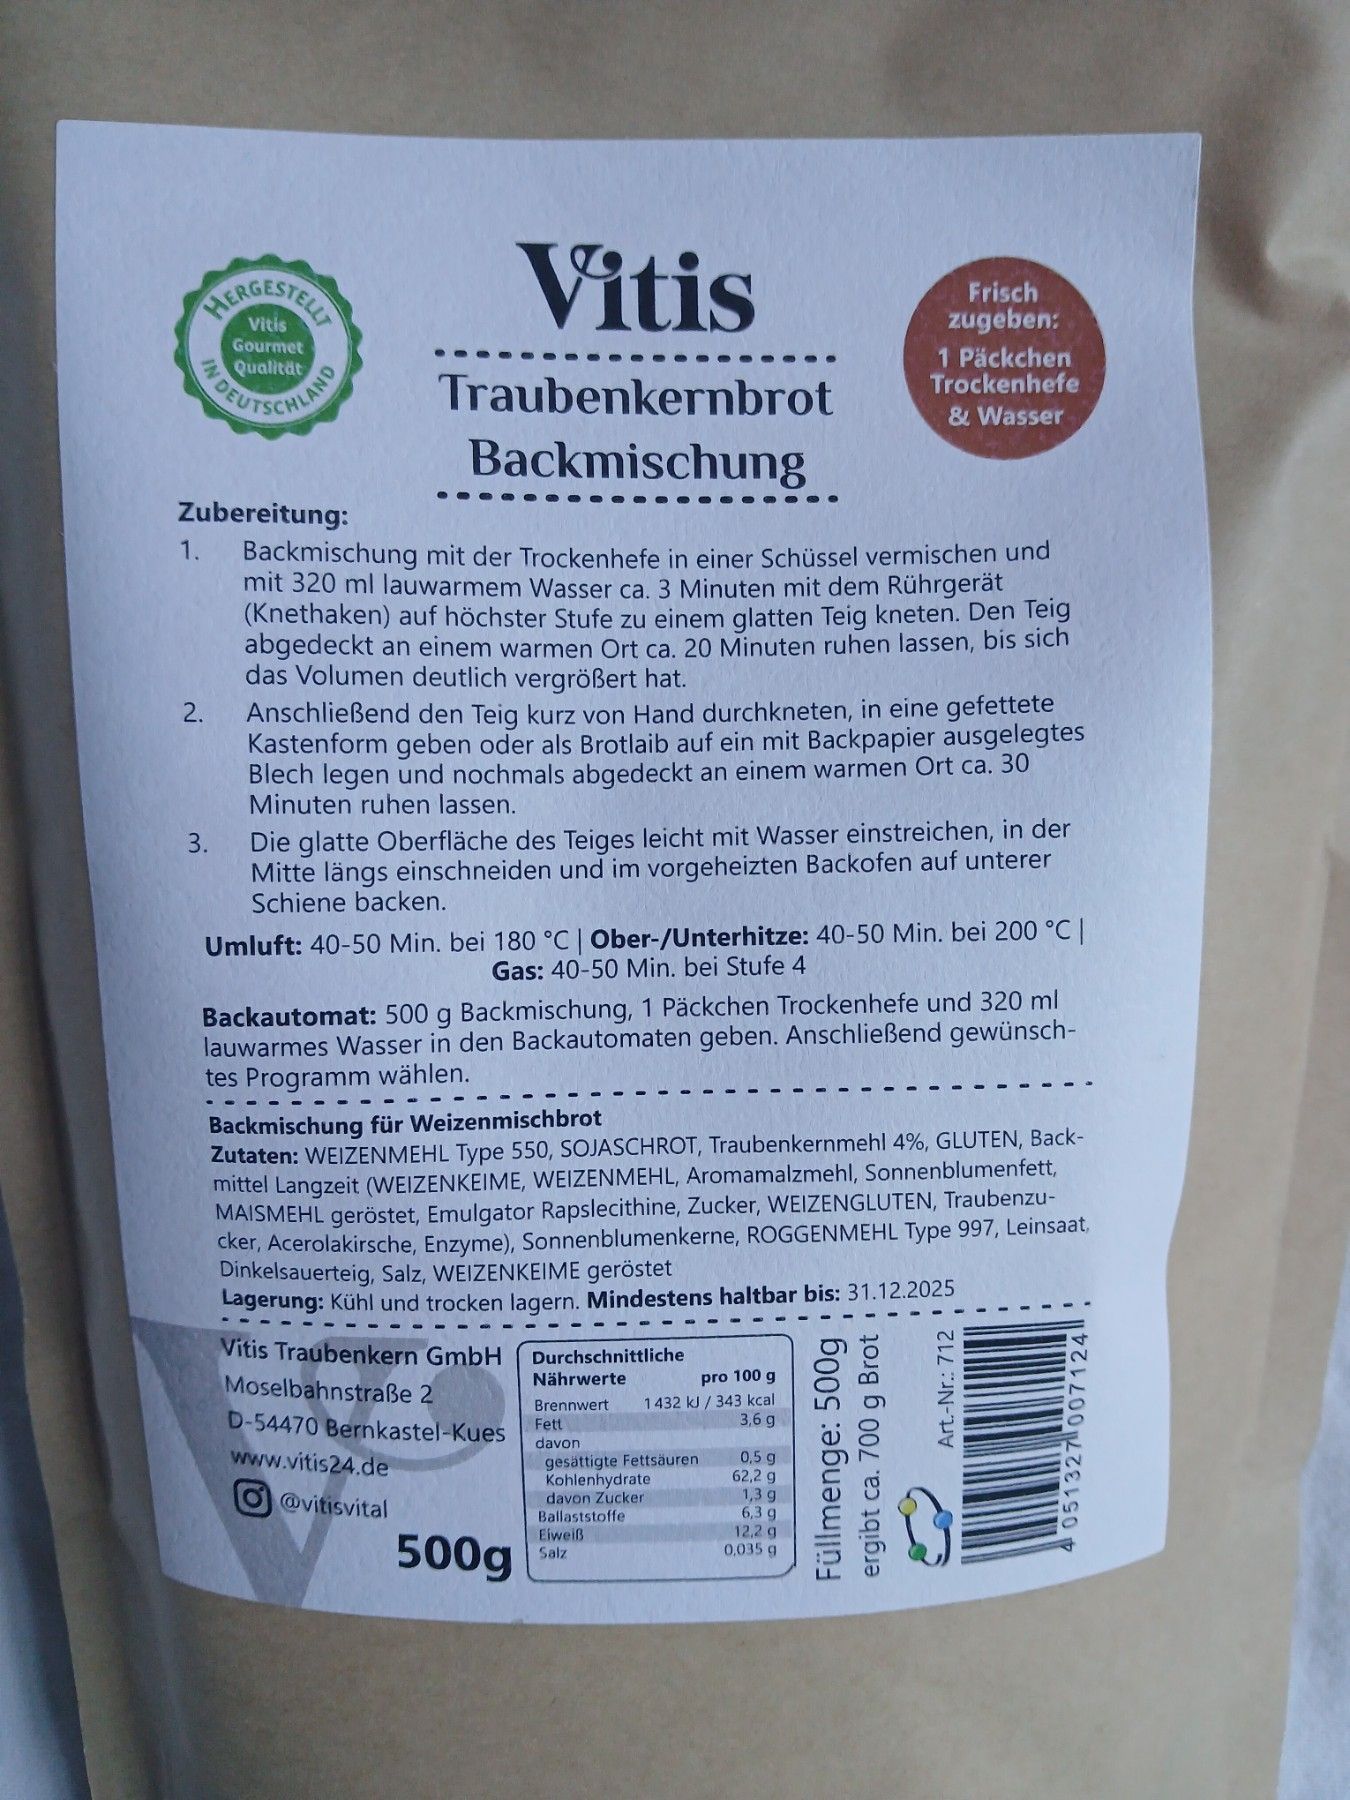 HERGESTELLT
Vitis
Gourmet
Qualität
IN DEUTSCHLAND
Vitis
Traubenkernbrot
Backmischung
Frisch
zugeben:
1 Päckchen
Trockenhefe
& Wasser
Zubereitung:
1. Backmischung mit der Trockenhefe in einer Schüssel vermischen und
mit 320 ml lauwarmem Wasser ca. 3 Minuten mit dem Rührgerät
(Knethaken) auf höchster Stufe zu einem glatten Teig kneten. Den Teig
abgedeckt an einem warmen Ort ca. 20 Minuten ruhen lassen, bis sich
das Volumen deutlich vergrößert hat.
2. Anschließend den Teig kurz von Hand durchkneten, in eine gefettete
Kastenform geben oder als Brotlaib auf ein mit Backpapier ausgelegtes
Blech legen und nochmals abgedeckt an einem warmen Ort ca. 30
Minuten ruhen lassen.
3. Die glatte Oberfläche des Teiges leicht mit Wasser einstreichen, in der
Mitte längs einschneiden und im vorgeheizten Backofen auf unterer
Schiene backen.
Umluft: 40-50 Min. bei 180 °C | Ober-/Unterhitze: 40-50 Min. bei 200 °C |
Gas: 40-50 Min. bei Stufe 4
Backautomat: 500 g Backmischung, 1 Päckchen Trockenhefe und 320 ml
lauwarmes Wasser in den Backautomaten geben. Anschließend gewünsch-
tes Programm wählen.
Backmischung für Weizenmischbrot
Zutaten: WEIZENMEHL Type 550, SOJASCHROT, Traubenkernmehl 4%, GLUTEN, Back-
mittel Langzeit (WEIZENKEIME, WEIZENMEHL, Aromamalzmehl, Sonnenblumenfett,
MAISMEHL geröstet, Emulgator Rapslecithine, Zucker, WEIZENGLUTEN, Traubenzu-
cker, Acerolakirsche, Enzyme), Sonnenblumenkerne, ROGGENMEHL Type 997, Leinsaat,
Dinkelsauerteig, Salz, WEIZENKEIME geröstet
Lagerung: Kühl und trocken lagern. Mindestens haltbar bis: 31.12.2025
Vitis Traubenkern GmbH
Moselbahnstraße 2
D-54470 Bernkastel-Kues
www.vitis24.de
@vitisvital
500g
Durchschnittliche
Nährwerte pro 100 g
Brennwert 1 432 kJ / 343 kcal
Fett 3,6 g
davon
gesättigte Fettsäuren 0,5 g
Kohlenhydrate 62,2 g
davon Zucker 1,3 g
Ballaststoffe 6,3 g
Eiweiß 12,2 g
Salz 0,035 g
Füllmenge: 500g
ergibt ca. 700 g Brot
Art.-Nr.: 712
4 051327 007124